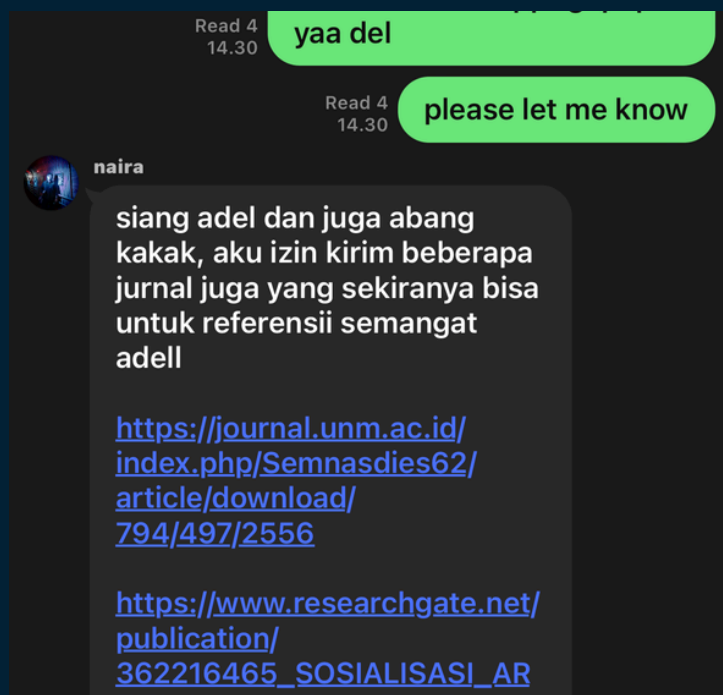 Read 4
14.30
yaa del
Read 4
14.30
please let me know
naira
siang adel dan juga abang
kakak, aku izin kirim beberapa
jurnal juga yang sekiranya bisa
untuk referensii semangat
adell
https://journal.unm.ac.id/
index.php/Semnasdies62/
article/download/
794/497/2556
https://www.researchgate.net/
publication/
362216465_SOSIALISASI_AR